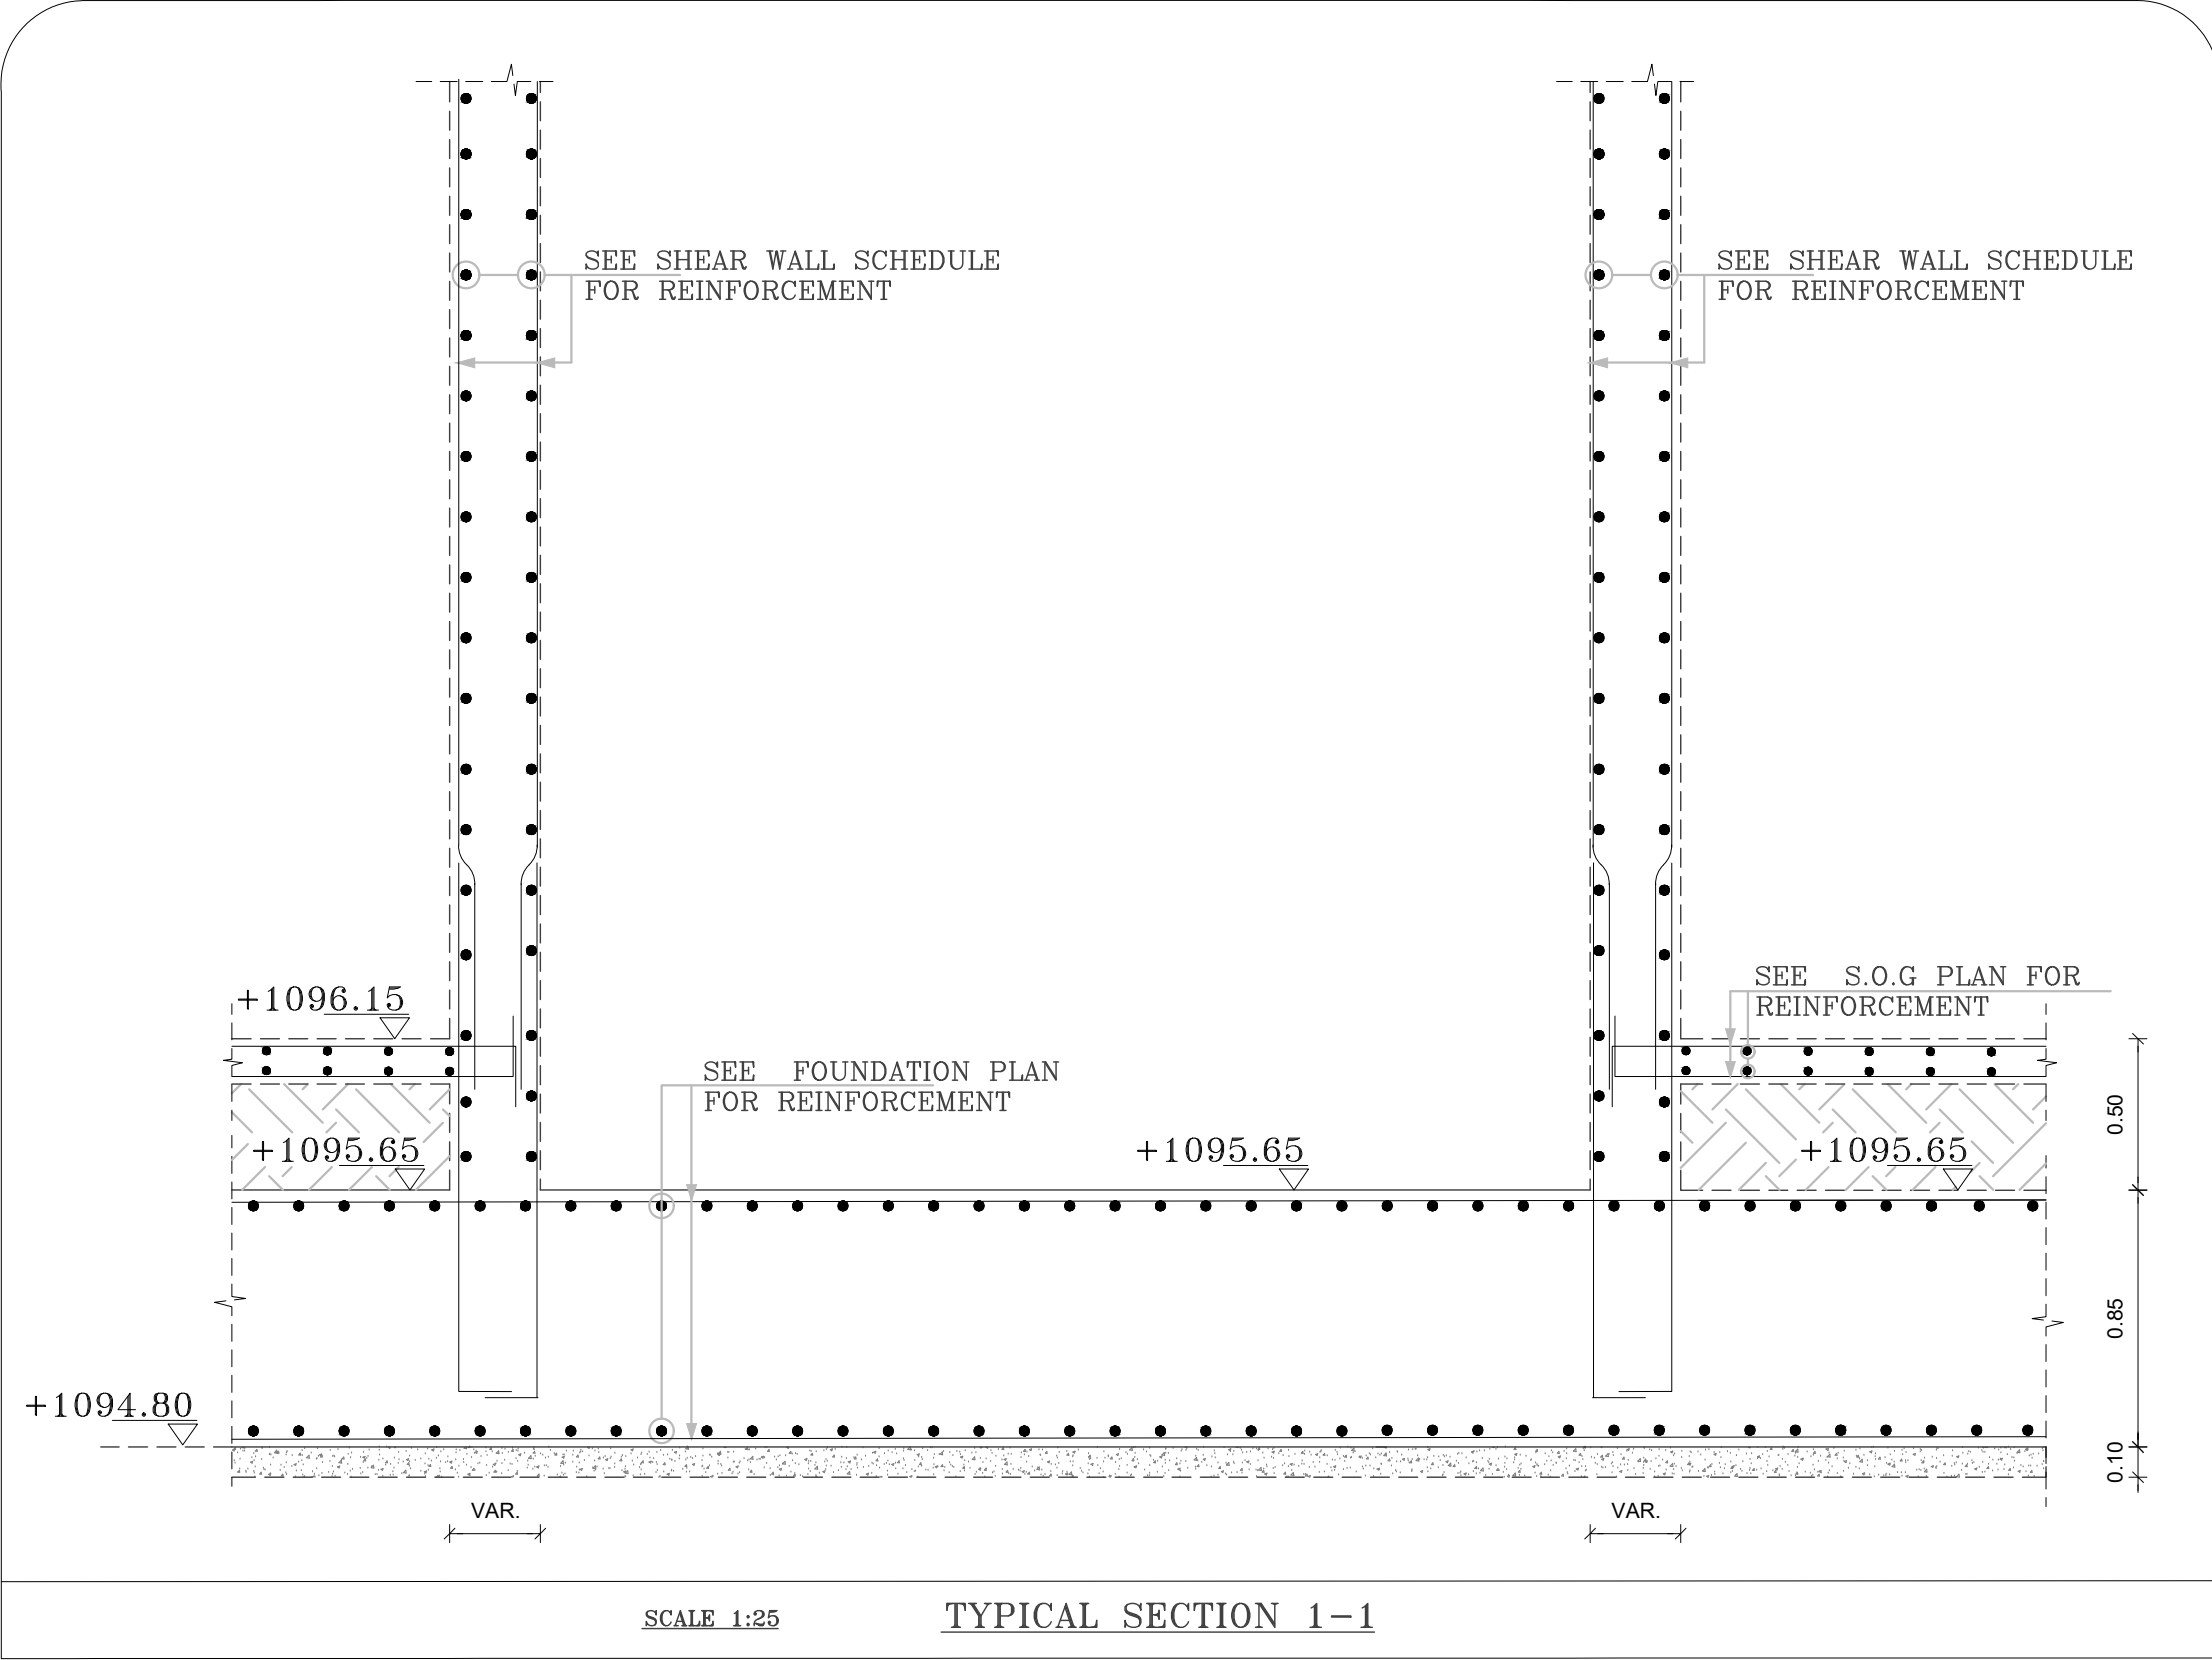 SEE SHEAR WALL SCHEDULE
FOR REINFORCEMENT
SEE SHEAR WALL SCHEDULE
FOR REINFORCEMENT
SEE S.O.G PLAN FOR
REINFORCEMENT
+1096.15
SEE FOUNDATION PLAN
FOR REINFORCEMENT
+1095.65
+1095.65
+1095.65
0.50
0.85
+1094.80
0.10
VAR.
VAR.
SCALE 1:25
TYPICAL SECTION 1-1